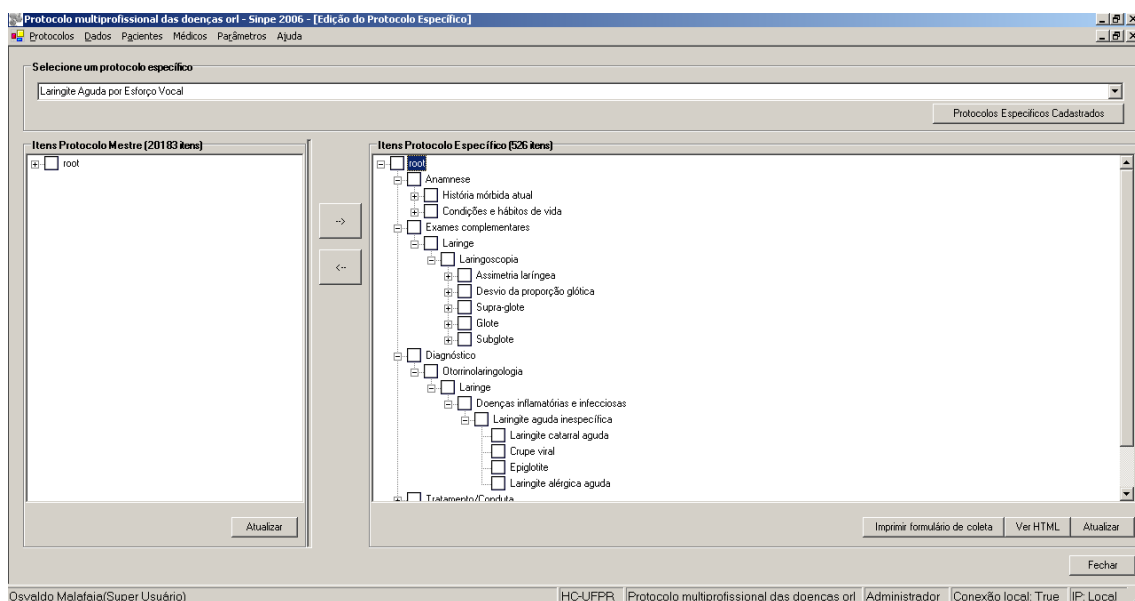 Protocolo multiprofissional das doenças orl - Sinpe 2006 - [Edição do Protocolo Específico]
Protocolos Dados Pacientes Médicos Parâmetros Ajuda
Selecione um protocolo específico
Laringite Aguda por Esforço Vocal
Protocolos Especificos Cadastrados
Itens Protocolo Mestre (20183 itens)
root
-->
<--
Atualizar
Itens Protocolo Específico (526 itens)
root
Anamnese
História mórbida atual
Condições e hábitos de vida
Exames complementares
Laringe
Laringoscopia
Assimetria laríngea
Desvio da proporção glótica
Supra-glote
Glote
Subglote
Diagnóstico
Otorrinolaringologia
Laringe
Doenças inflamatórias e infecciosas
Laringite aguda inespecífica
Laringite catarral aguda
Crupe viral
Epiglotite
Laringite alérgica aguda
Tratamento/Conduta
Imprimir formulário de coleta Ver HTML Atualizar
Fechar
Osvaldo Malafaia(Super Usuário) HC-UFPR Protocolo multiprofissional das doenças orl Administrador Conexão local: True IP: Local